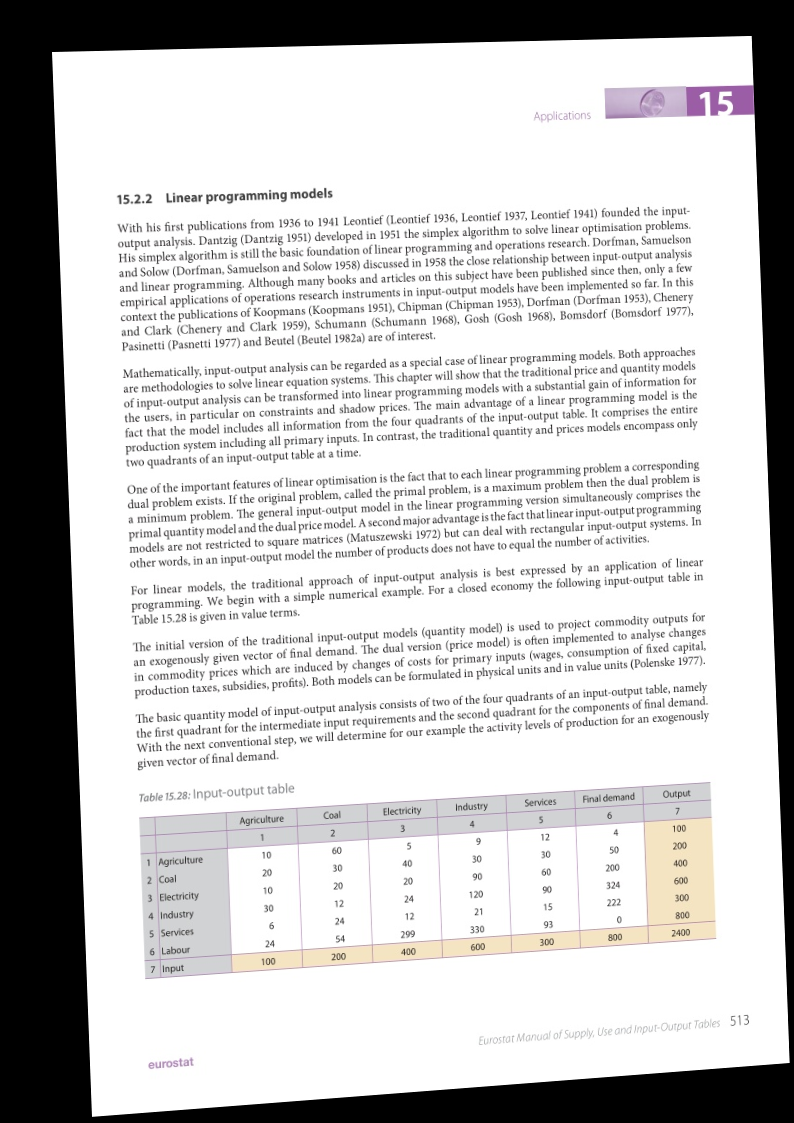 Applications 15
15.2.2 Linear programming models
With his first publications from 1936 to 1941 Leontief (Leontief 1936, Leontief 1937, Leontief 1941) founded the input-
output analysis. Dantzig (Dantzig 1951) developed in 1951 the simplex algorithm to solve linear optimisation problems.
His simplex algorithm is still the basic foundation of linear programming and operations research. Dorfman, Samuelson
and Solow (Dorfman, Samuelson and Solow 1958) discussed in 1958 the close relationship between input-output analysis
and linear programming. Although many books and articles on this subject have been published since then, only a few
empirical applications of operations research instruments in input-output models have been implemented so far. In this
context the publications of Koopmans (Koopmans 1951), Chipman (Chipman 1953), Dorfman (Dorfman 1953), Chenery
and Clark (Chenery and Clark 1959), Schumann (Schumann 1968), Gosh (Gosh 1968), Bomsdorf (Bomsdorf 1977),
Pasinetti (Pasnetti 1977) and Beutel (Beutel 1982a) are of interest.
Mathematically, input-output analysis can be regarded as a special case of linear programming models. Both approaches
are methodologies to solve linear equation systems. This chapter will show that the traditional price and quantity models
of input-output analysis can be transformed into linear programming models with a substantial gain of information for
the users, in particular on constraints and shadow prices. The main advantage of a linear programming model is the
fact that the model includes all information from the four quadrants of the input-output table. It comprises the entire
production system including all primary inputs. In contrast, the traditional quantity and prices models encompass only
two quadrants of an input-output table at a time.
One of the important features of linear optimisation is the fact that to each linear programming problem a corresponding
dual problem exists. If the original problem, called the primal problem, is a maximum problem then the dual problem is
a minimum problem. The general input-output model in the linear programming version simultaneously comprises the
primal quantity model and the dual price model. A second major advantage is the fact that linear input-output programming
models are not restricted to square matrices (Matuszewski 1972) but can deal with rectangular input-output systems. In
other words, in an input-output model the number of products does not have to equal the number of activities.
For linear models, the traditional approach of input-output analysis is best expressed by an application of linear
programming. We begin with a simple numerical example. For a closed economy the following input-output table in
Table 15.28 is given in value terms.
The initial version of the traditional input-output models (quantity model) is used to project commodity outputs for
an exogenously given vector of final demand. The dual version (price model) is often implemented to analyse changes
in commodity prices which are induced by changes of costs for primary inputs (wages, consumption of fixed capital,
production taxes, subsidies, profits). Both models can be formulated in physical units and in value units (Polenske 1977).
The basic quantity model of input-output analysis consists of two of the four quadrants of an input-output table, namely
the first quadrant for the intermediate input requirements and the second quadrant for the components of final demand.
With the next conventional step, we will determine for our example the activity levels of production for an exogenously
given vector of final demand.
Table 15.28: Input-output table
Agriculture Coal Electricity Industry Services Final demand Output
1 2 3 4 5 6 7
1 Agriculture 10 60 5 9 12 4 100
2 Coal 20 30 40 30 30 50 200
3 Electricity 10 20 20 90 60 200 400
4 Industry 30 12 24 120 90 324 600
5 Services 6 24 12 21 15 222 300
6 Labour 24 54 299 330 93 0 800
7 Input 100 200 400 600 300 800 2400
Eurostat Manual of Supply, Use and Input-Output Tables 513
eurostat